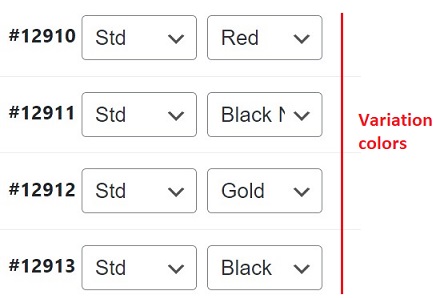 #12910 Std Red
#12911 Std Black N
Variation
colors
#12912 Std Gold
#12913 Std Black